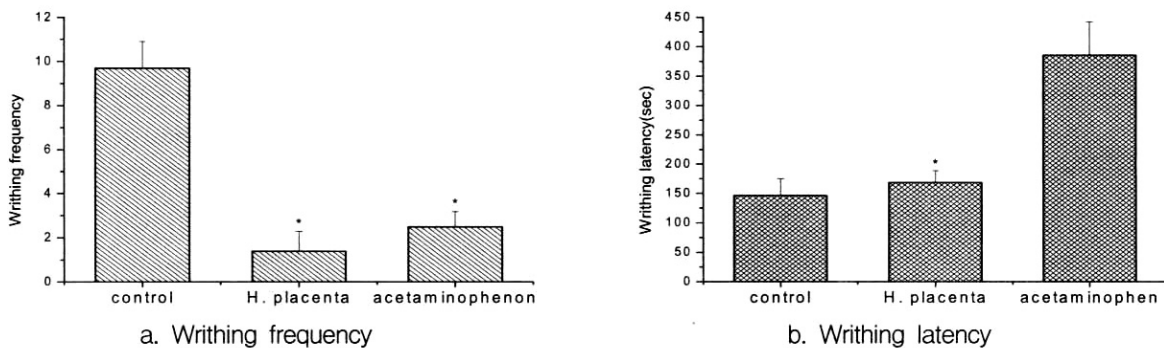 Writhing frequency
12
10
8
6
4
2
0
*
*
control
H. placenta
acetaminophenon
a. Writhing frequency
Writhing latency(sec)
450
400
350
300
250
200
150
100
50
0
*
control
H. placenta
acetaminophen
b. Writhing latency